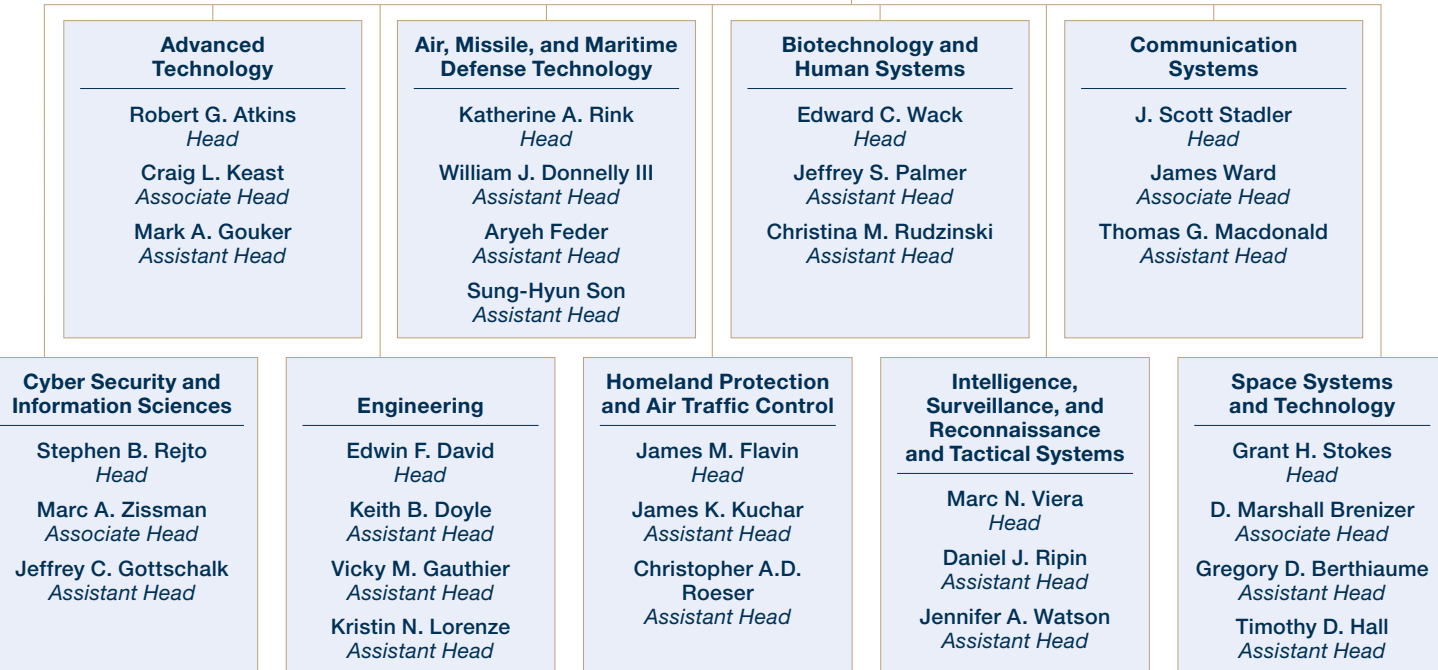 Advanced
Technology
Robert G. Atkins
Head
Craig L. Keast
Associate Head
Mark A. Gouker
Assistant Head
Air, Missile, and Maritime
Defense Technology
Katherine A. Rink
Head
William J. Donnelly III
Assistant Head
Aryeh Feder
Assistant Head
Sung-Hyun Son
Assistant Head
Biotechnology and
Human Systems
Edward C. Wack
Head
Jeffrey S. Palmer
Assistant Head
Christina M. Rudzinski
Assistant Head
Communication
Systems
J. Scott Stadler
Head
James Ward
Associate Head
Thomas G. Macdonald
Assistant Head
Cyber Security and
Information Sciences
Stephen B. Rejto
Head
Marc A. Zissman
Associate Head
Jeffrey C. Gottschalk
Assistant Head
Engineering
Edwin F. David
Head
Keith B. Doyle
Assistant Head
Vicky M. Gauthier
Assistant Head
Kristin N. Lorenze
Assistant Head
Homeland Protection
and Air Traffic Control
James M. Flavin
Head
James K. Kuchar
Assistant Head
Christopher A.D.
Roeser
Assistant Head
Intelligence,
Surveillance, and
Reconnaissance
and Tactical Systems
Marc N. Viera
Head
Daniel J. Ripin
Assistant Head
Jennifer A. Watson
Assistant Head
Space Systems
and Technology
Grant H. Stokes
Head
D. Marshall Brenizer
Associate Head
Gregory D. Berthiaume
Assistant Head
Timothy D. Hall
Assistant Head